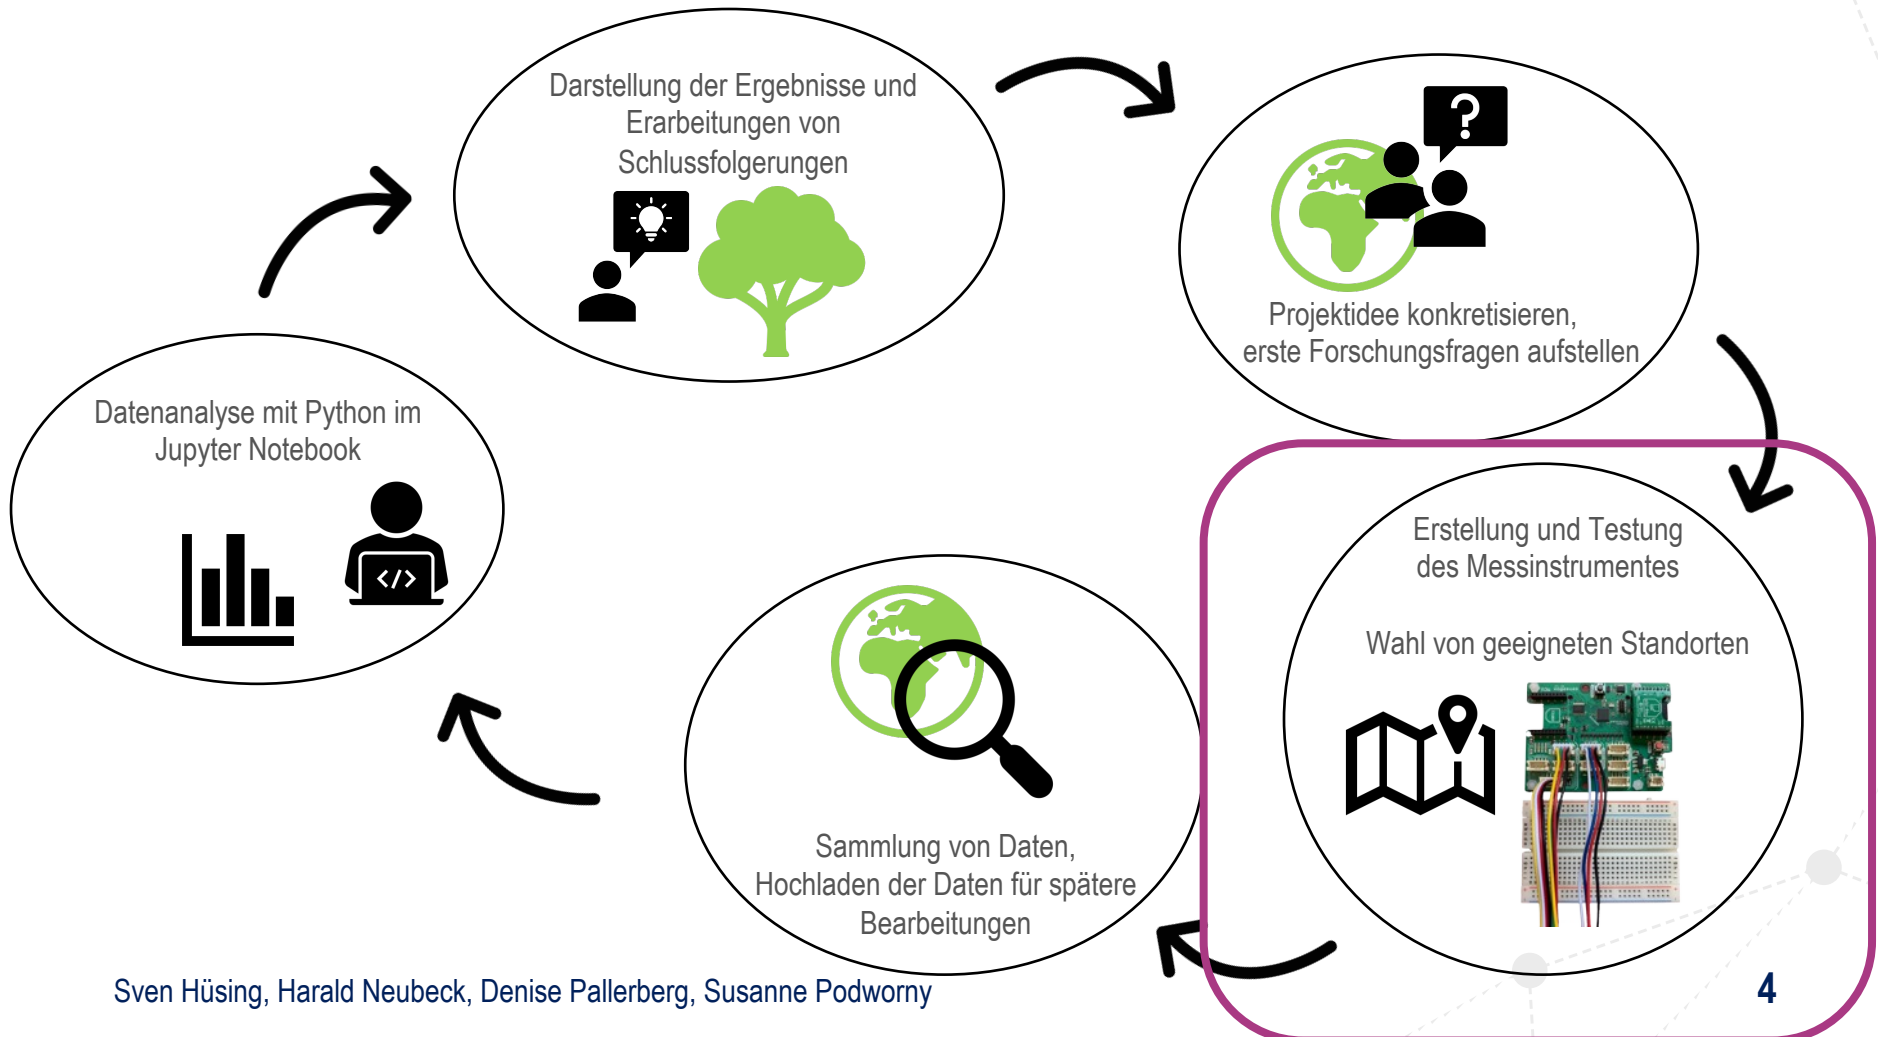 Darstellung der Ergebnisse und
Erarbeitungen von
Schlussfolgerungen
?
Projektidee konkretisieren,
erste Forschungsfragen aufstellen
Datenanalyse mit Python im
Jupyter Notebook
</>
Erstellung und Testung
des Messinstrumentes
Wahl von geeigneten Standorten
Sammlung von Daten,
Hochladen der Daten für spätere
Bearbeitungen
Sven Hüsing, Harald Neubeck, Denise Pallerberg, Susanne Podworny
4